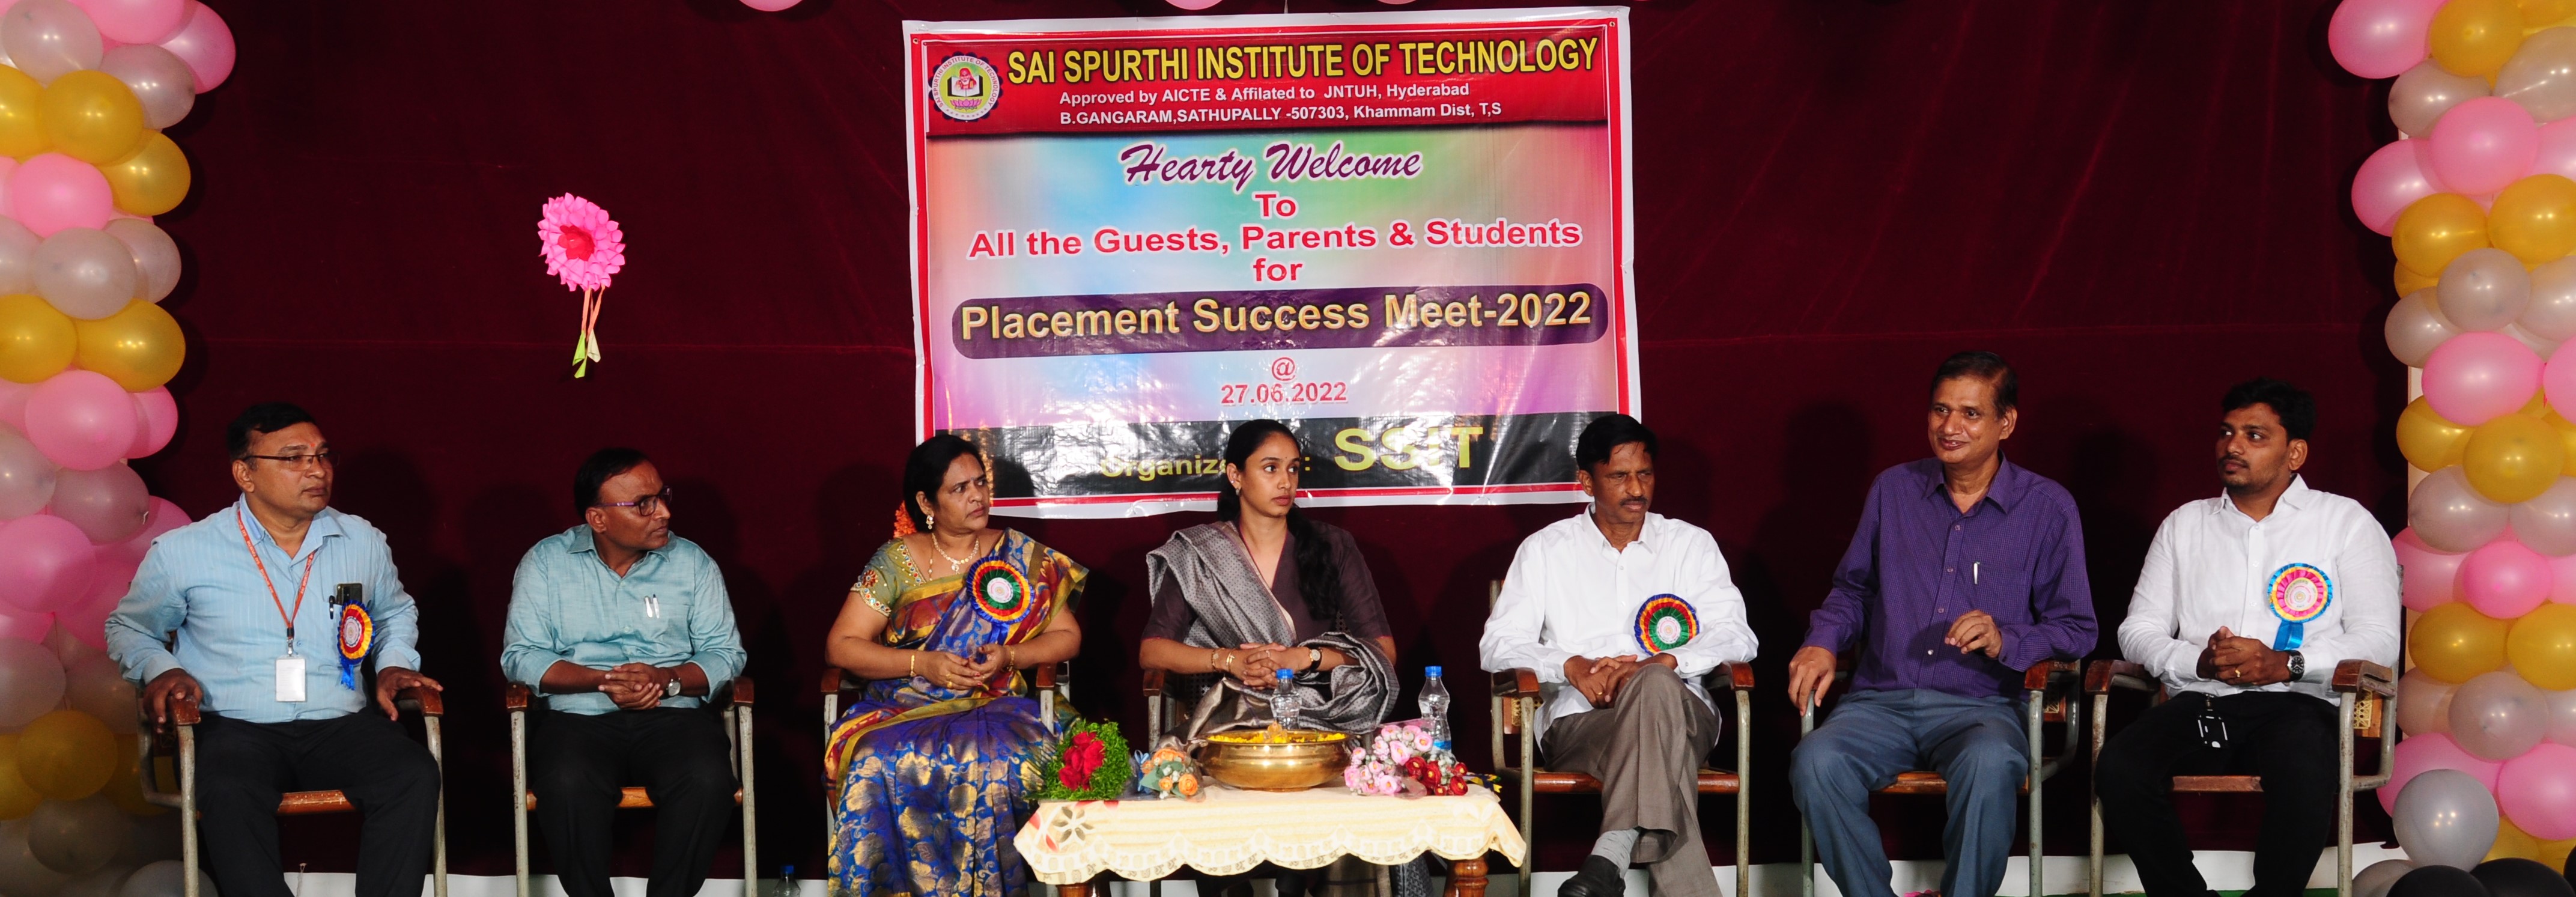 SAI SPURTHI INSTITUTE OF TECHNOLOGY
Approved by AICTE & Affilated to JNTUH, Hyderabad
B.GANGARAM,SATHUPALLY -507303, Khammam Dist, T,S
Hearty Welcome
To
All the Guests, Parents & Students
for
Placement Success Meet-2022
@
27.06.2022
: SSIT